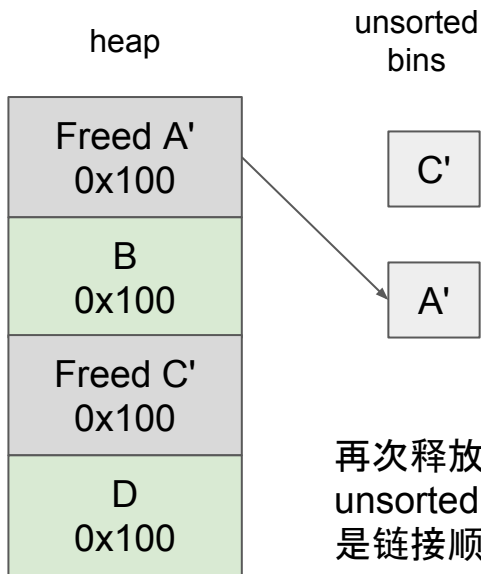 heap
unsorted
bins
Freed A'
0x100
B
0x100
Freed C'
0x100
D
0x100
C'
A'
再次释放
unsorted
是链接顺